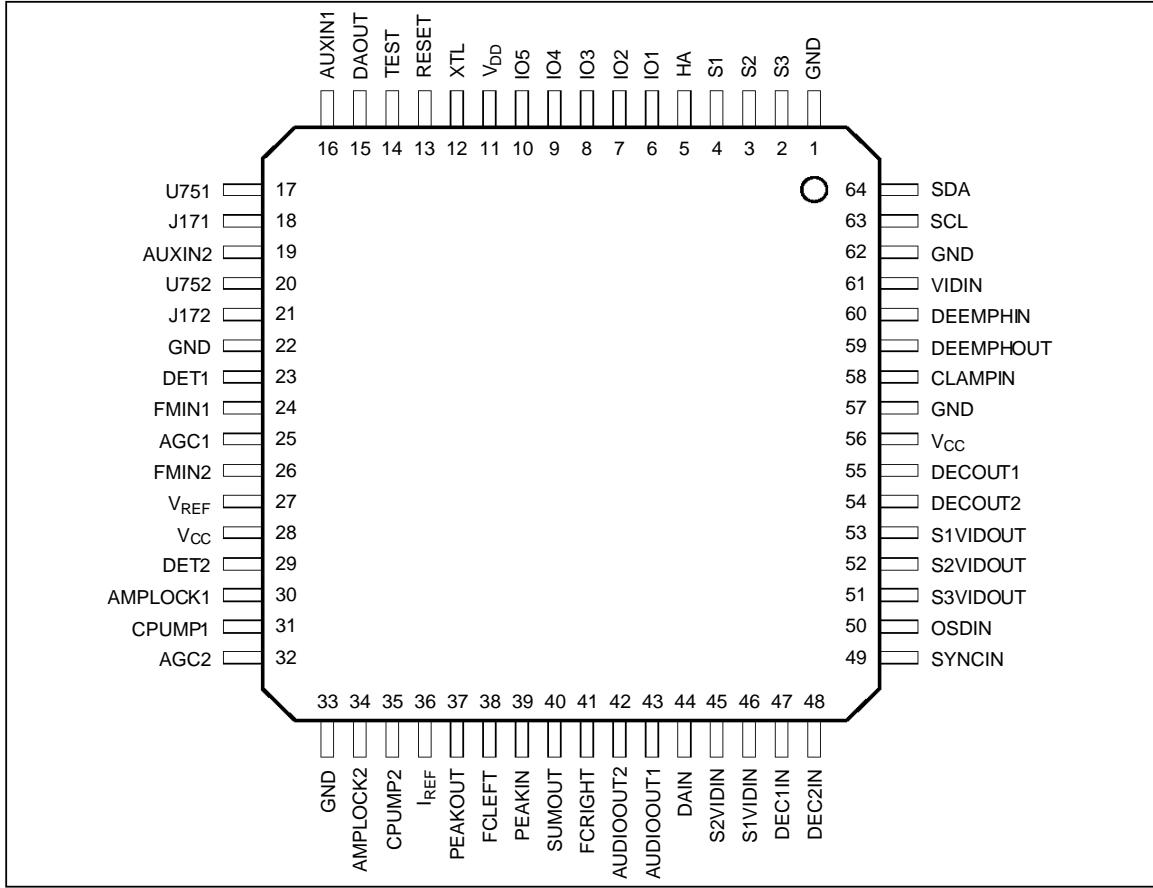 AUXIN1
DAOUT
TEST
RESET
XTL
VDD
IO5
IO4
IO3
IO2
IO1
HA
S1
S2
S3
GND
16 15 14 13 12 11 10 9 8 7 6 5 4 3 2 1
U751 17
J171 18
AUXIN2 19
U752 20
J172 21
GND 22
DET1 23
FMIN1 24
AGC1 25
FMIN2 26
VREF 27
VCC 28
DET2 29
AMPLOCK1 30
CPUMP1 31
AGC2 32
64 SDA
63 SCL
62 GND
61 VIDIN
60 DEEMPHIN
59 DEEMPHOUT
58 CLAMPIN
57 GND
56 VCC
55 DECOUT1
54 DECOUT2
53 S1VIDOUT
52 S2VIDOUT
51 S3VIDOUT
50 OSDIN
49 SYNCIN
33 34 35 36 37 38 39 40 41 42 43 44 45 46 47 48
GND
AMPLOCK2
CPUMP2
IREF
PEAKOUT
FCLEFT
PEAKIN
SUMOUT
FCRIGHT
AUDIOOUT2
AUDIOOUT1
DAIN
S2VIDIN
S1VIDIN
DEC1IN
DEC2IN